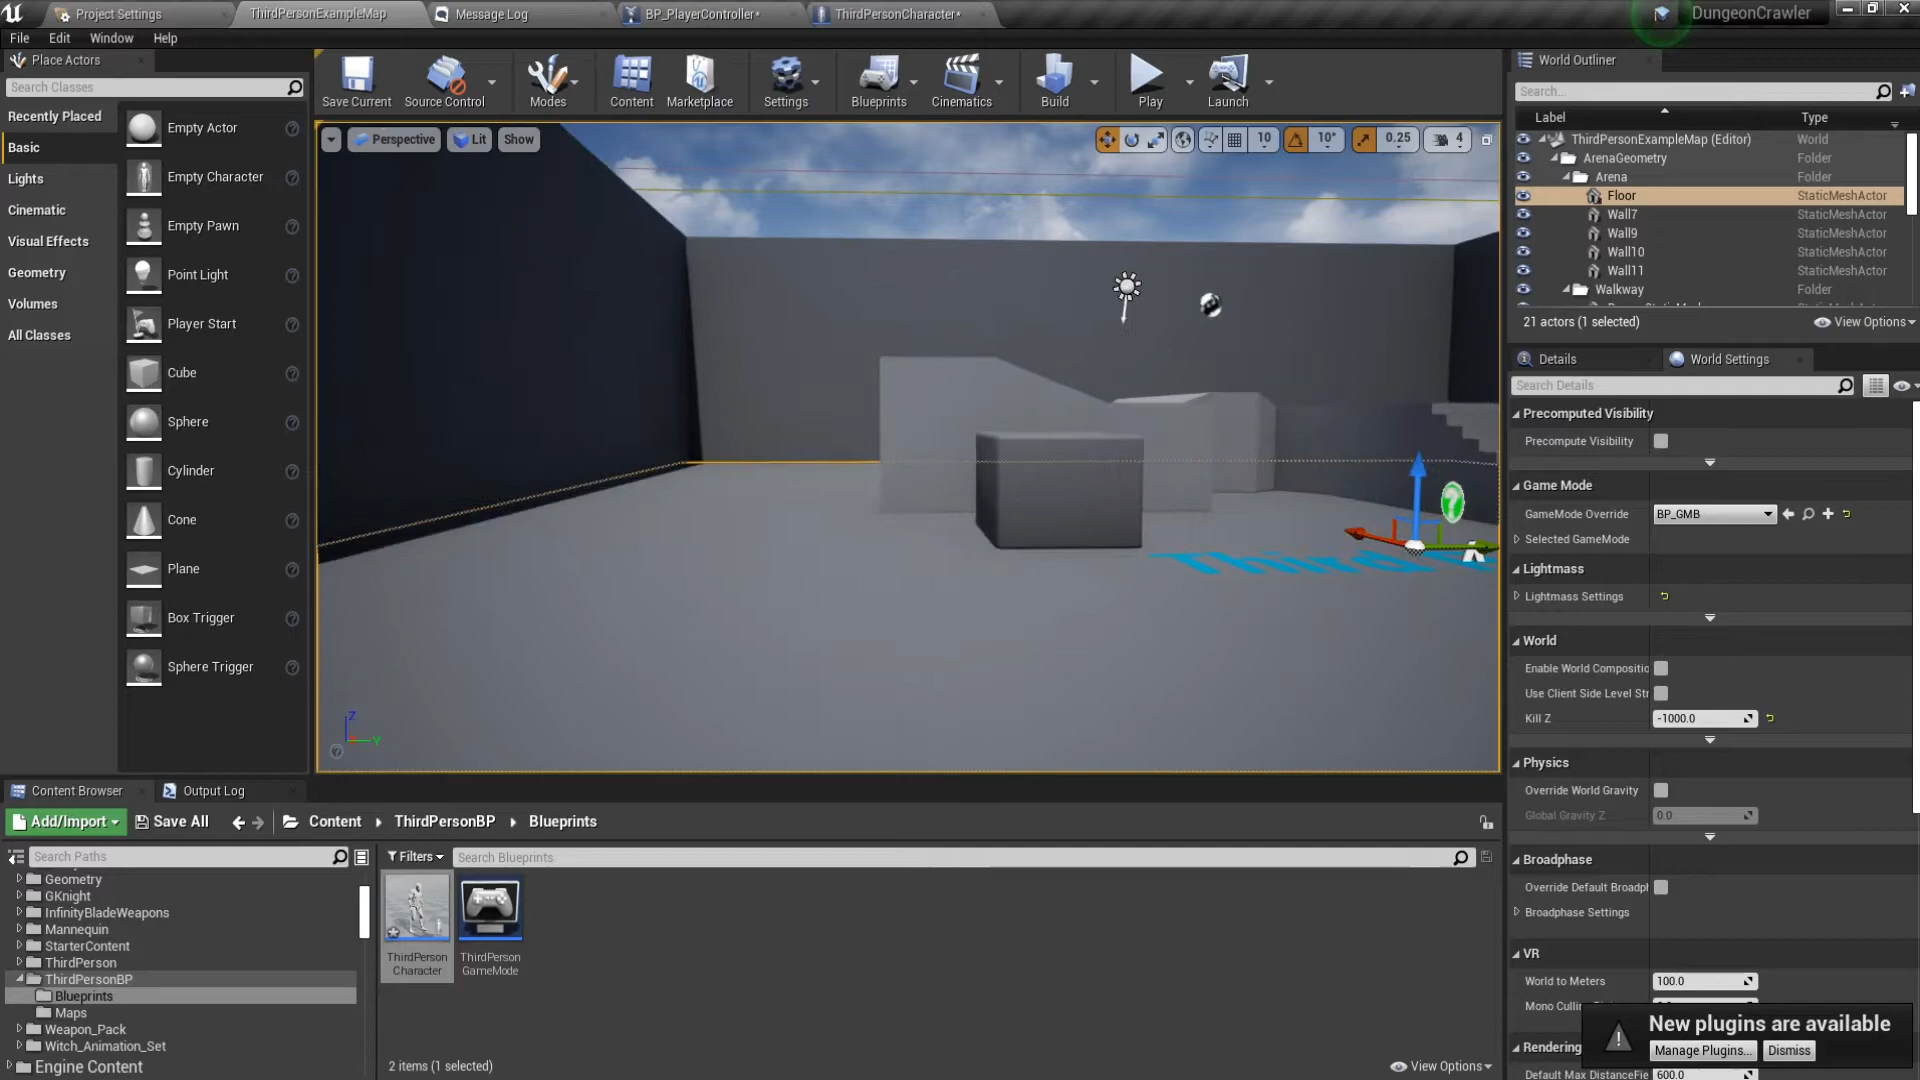 Project Settings
ThirdPersonExampleMap
Message Log
BP_PlayerController*
ThirdPersonCharacter*
DungeonCrawler
File Edit Window Help
Place Actors
Search Classes
Recently Placed
Basic
Lights
Cinematic
Visual Effects
Geometry
Volumes
All Classes
Empty Actor
Empty Character
Empty Pawn
Point Light
Player Start
Cube
Sphere
Cylinder
Cone
Plane
Box Trigger
Sphere Trigger
Save Current
Source Control
Modes
Content
Marketplace
Settings
Blueprints
Cinematics
Build
Play
Launch
Perspective
Lit
Show
10
10°
0.25
4
Z
Y
World Outliner
Search...
Label Type
ThirdPersonExampleMap (Editor) World
ArenaGeometry Folder
Arena Folder
Floor StaticMeshActor
Wall7 StaticMeshActor
Wall9 StaticMeshActor
Wall10 StaticMeshActor
Wall11 StaticMeshActor
Walkway Folder
21 actors (1 selected)
View Options
Details
World Settings
Search Details
Precomputed Visibility
Precompute Visibility
Game Mode
GameMode Override BP_GMB
Selected GameMode
Lightmass
Lightmass Settings
World
Enable World Compositio
Use Client Side Level Str
Kill Z -1000.0
Physics
Override World Gravity
Global Gravity Z 0.0
Broadphase
Override Default Broadpl
Broadphase Settings
VR
World to Meters 100.0
Mono Culling
Rendering
Default Max DistanceFie 600.0
New plugins are available
Manage Plugins...
Dismiss
Content Browser
Output Log
Add/Import
Save All
Content
ThirdPersonBP
Blueprints
Search Paths
Filters
Search Blueprints
Geometry
GKnight
InfinityBladeWeapons
Mannequin
StarterContent
ThirdPerson
ThirdPersonBP
Blueprints
Maps
Weapon_Pack
Witch_Animation_Set
Engine Content
ThirdPerson
Character
ThirdPerson
GameMode
2 items (1 selected)
View Options